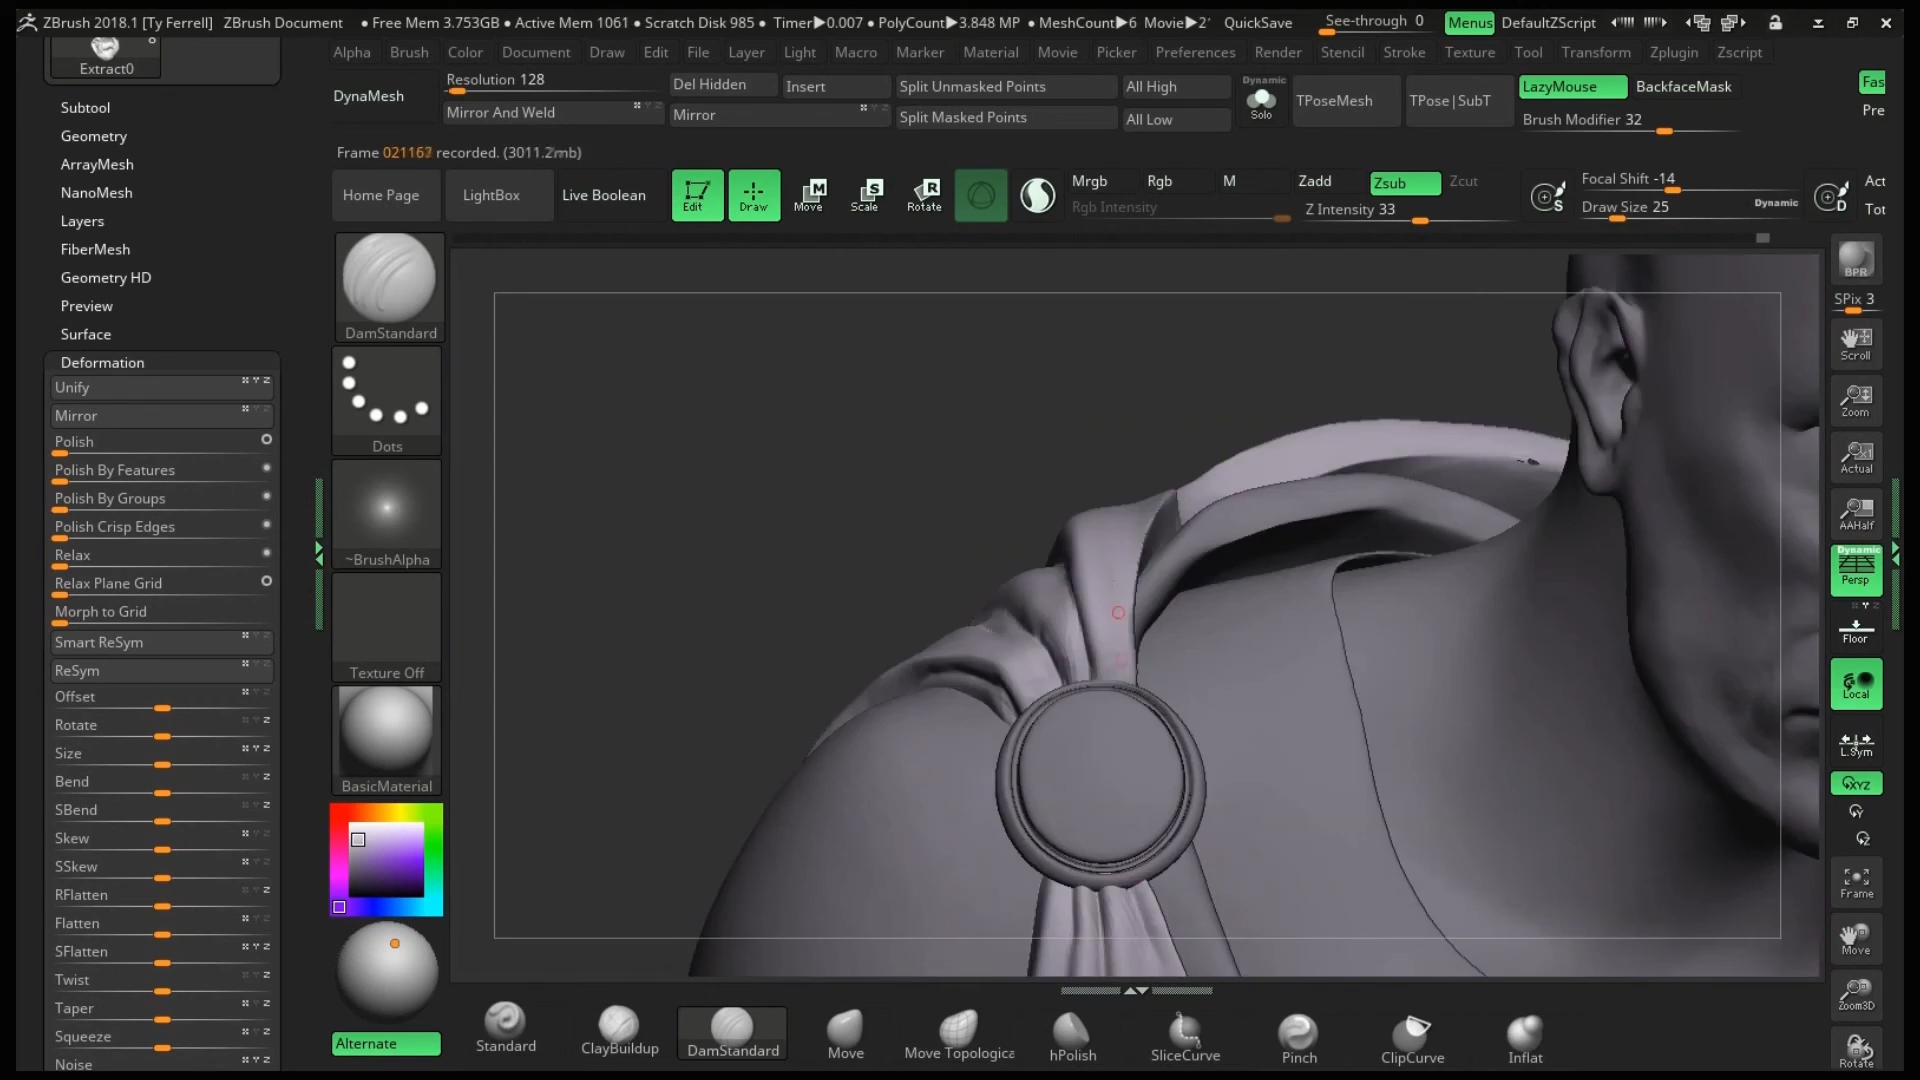 ZBrush 2018.1 [Ty Ferrell] ZBrush Document • Free Mem 3.753GB • Active Mem 1061 • Scratch Disk 985 • Timer▶0.007 • PolyCount▶3.848 MP • MeshCount▶6 Movie▶2 QuickSave See-through 0 Menus DefaultZScript
Alpha Brush Color Document Draw Edit File Layer Light Macro Marker Material Movie Picker Preferences Render Stencil Stroke Texture Tool Transform Zplugin Zscript
Extract0
DynaMesh
Resolution 128
Mirror And Weld
Del Hidden
Mirror
Insert
Split Unmasked Points
Split Masked Points
All High
All Low
Dynamic
Solo
TPoseMesh
TPose|SubT
LazyMouse
BackfaceMask
Brush Modifier 32
Fas
Pre
Frame recorded.
Home Page
LightBox
Live Boolean
Edit
Draw
Move
M
Scale
S
Rotate
R
Mrgb Rgb M
Rgb Intensity
Zadd Zsub Zcut
Z Intensity 33
S
Focal Shift -14
Draw Size 25
Dynamic
D
Act
Tot
Subtool
Geometry
ArrayMesh
NanoMesh
Layers
FiberMesh
Geometry HD
Preview
Surface
Deformation
Unify
Mirror
Polish
Polish By Features
Polish By Groups
Polish Crisp Edges
Relax
Relax Plane Grid
Morph to Grid
Smart ReSym
ReSym
Offset
Rotate
Size
Bend
SBend
Skew
SSkew
RFlatten
Flatten
SFlatten
Twist
Taper
Squeeze
Noise
DamStandard
Dots
~BrushAlpha
Texture Off
BasicMaterial
Alternate
BPR
SPix 3
Scroll
Zoom
Actual
AAHalf
Dynamic
Persp
Floor
Local
L.Sym
XYZ
Y
Z
Frame
Move
Zoom3D
Rotate
Standard
ClayBuildup
DamStandard
Move
Move Topologica
hPolish
SliceCurve
Pinch
ClipCurve
Inflat